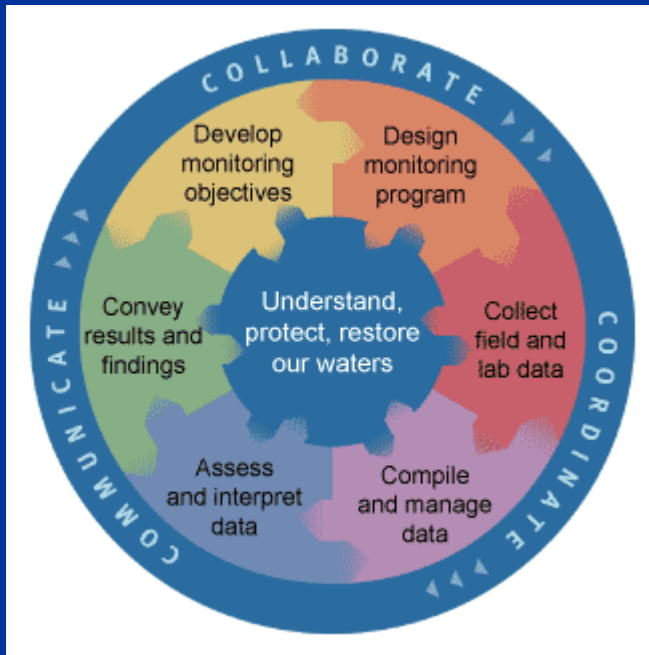 COLLABORATE
Develop
monitoring
objectives
Design
monitoring
program
Collect
field and
lab data
Compile
and manage
data
Assess
and interpret
data
Convey
results and
findings
Understand,
protect, restore
our waters
COORDINATE
COMMUNICATE